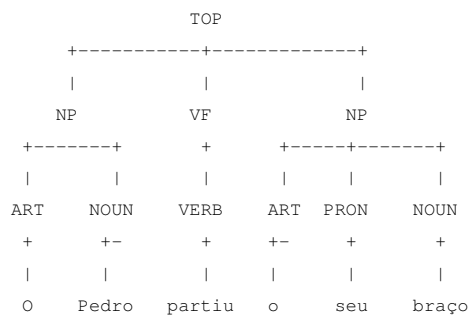 TOP
+-----------+-------------+
| | |
NP VF NP
+-------+ + +-----+-------+
| | | | | |
ART NOUN VERB ART PRON NOUN
+ +- + +- + +
| | | | | |
O Pedro partiu o seu braço